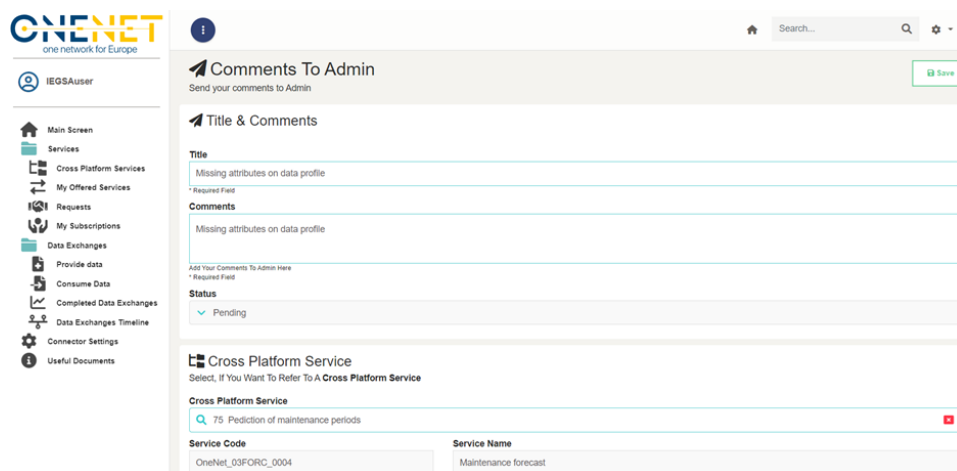 ONENET
one network for Europe
IEGSAuser
Main Screen
Services
Cross Platform Services
My Offered Services
Requests
My Subscriptions
Data Exchanges
Provide data
Consume Data
Completed Data Exchanges
Data Exchanges Timeline
Connector Settings
Useful Documents
Search...
Comments To Admin
Send your comments to Admin
Save
Title & Comments
Title
Missing attributes on data profile
* Required Field
Comments
Missing attributes on data profile
Add Your Comments To Admin Here
* Required Field
Status
Pending
Cross Platform Service
Select, If You Want To Refer To A Cross Platform Service
Cross Platform Service
75 Pediction of maintenance periods
Service Code
Service Name
OneNet_03FORC_0004
Maintenance forecast